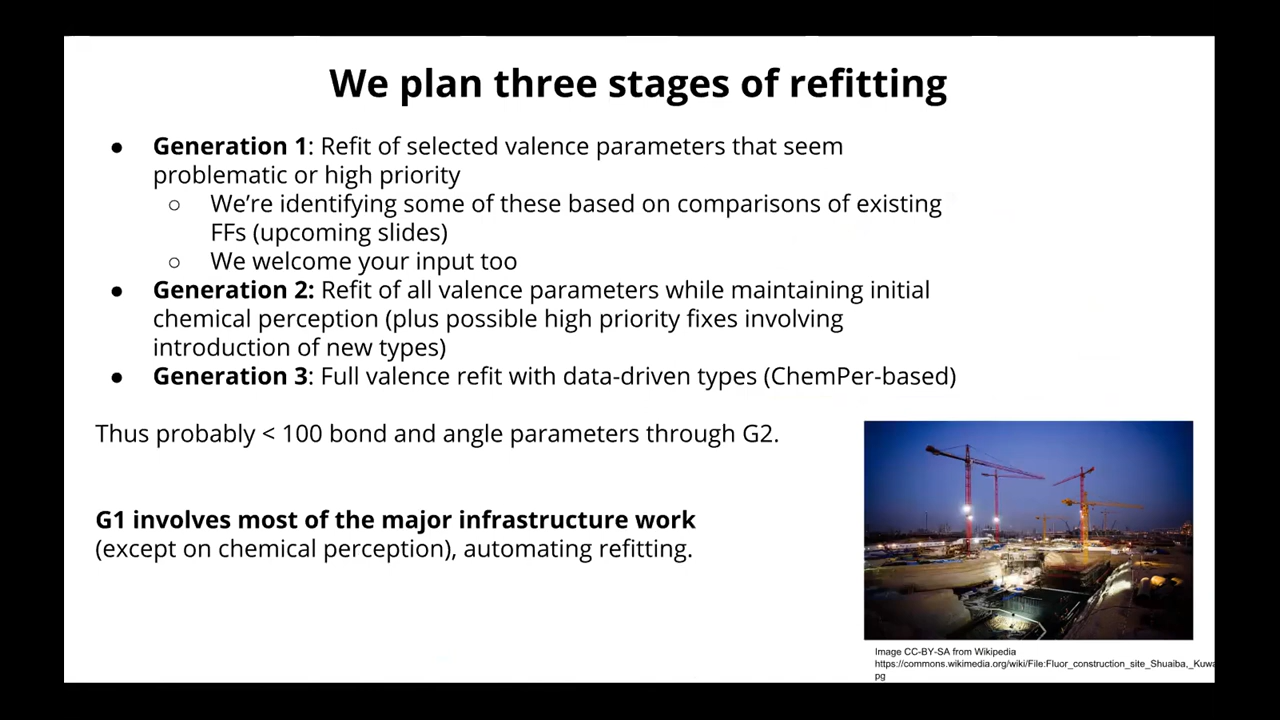 We plan three stages of refitting
● Generation 1: Refit of selected valence parameters that seem
problematic or high priority
○ We’re identifying some of these based on comparisons of existing
FFs (upcoming slides)
○ We welcome your input too
● Generation 2: Refit of all valence parameters while maintaining initial
chemical perception (plus possible high priority fixes involving
introduction of new types)
● Generation 3: Full valence refit with data-driven types (ChemPer-based)
Thus probably < 100 bond and angle parameters through G2.
G1 involves most of the major infrastructure work
(except on chemical perception), automating refitting.
Image CC-BY-SA from Wikipedia
https://commons.wikimedia.org/wiki/File:Fluor_construction_site_Shuaiba,_Kuwa
pg